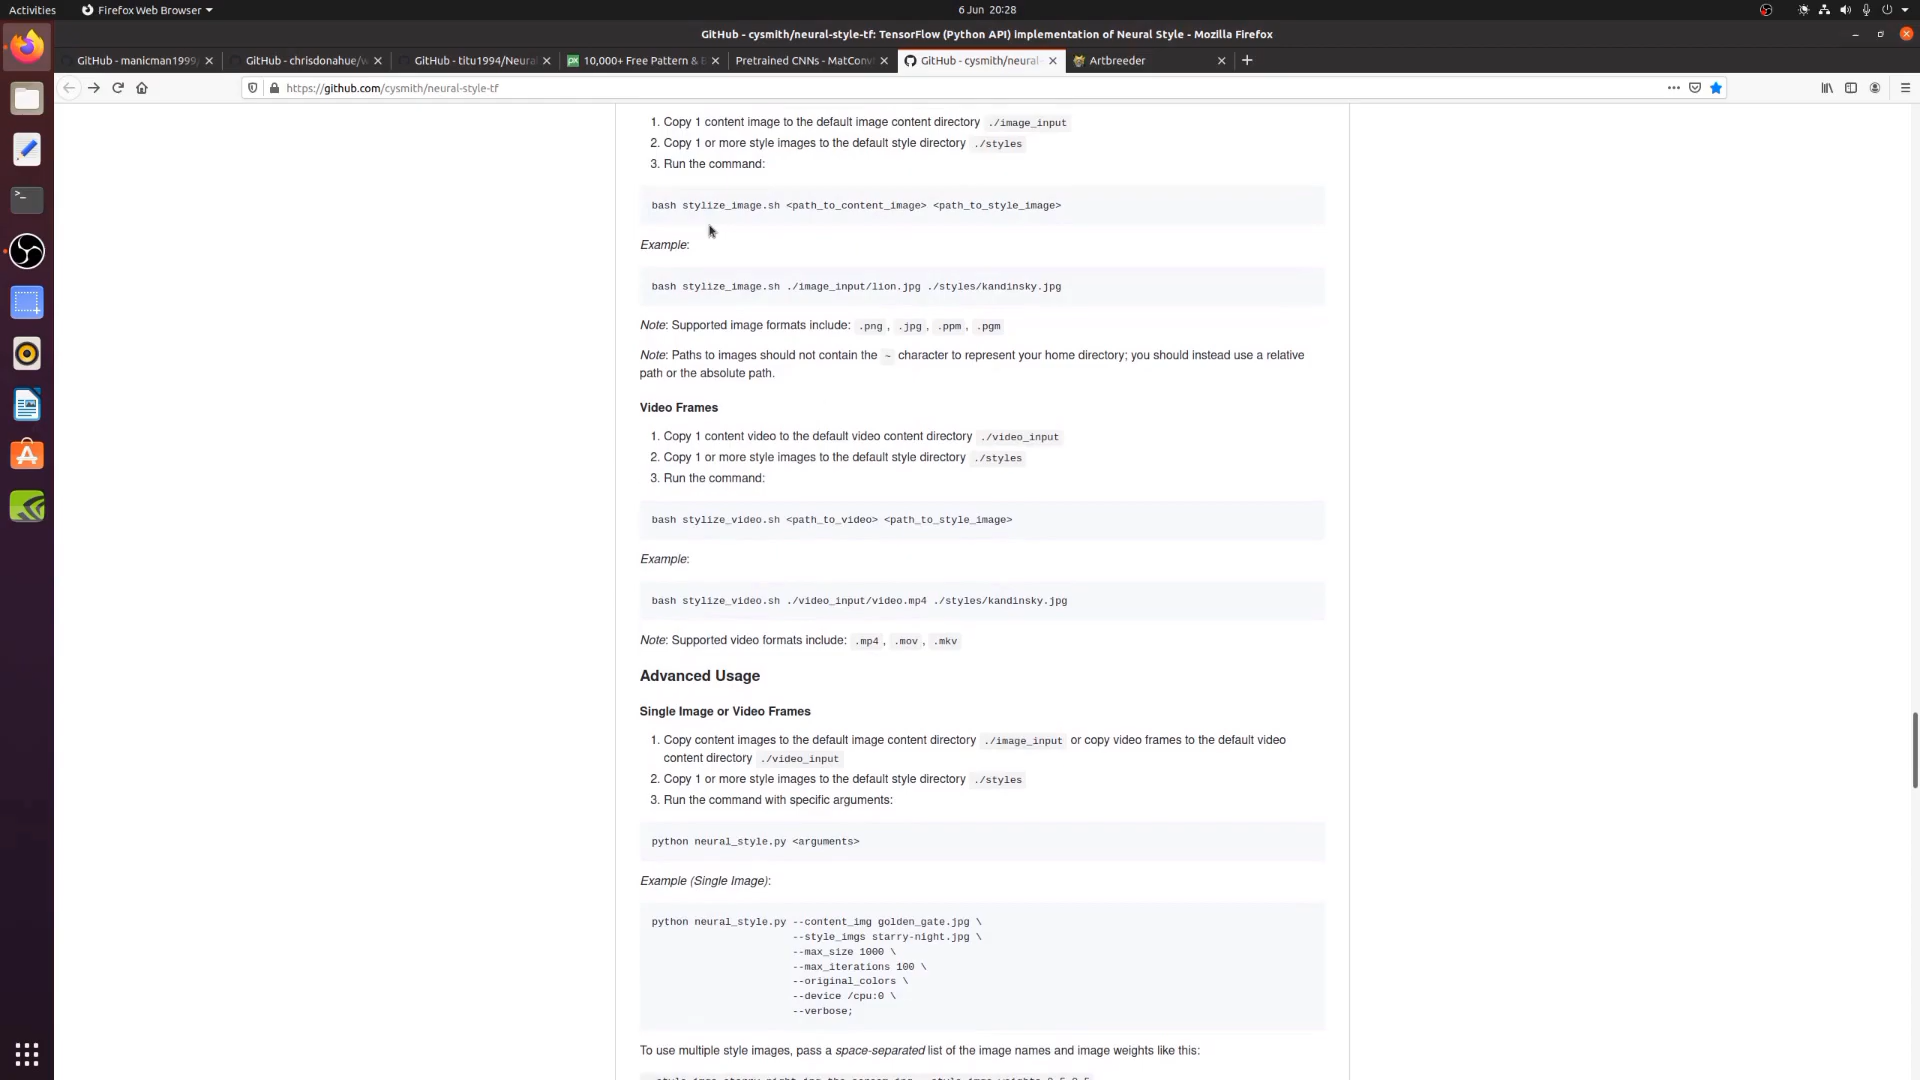 Activities
Firefox Web Browser
6 Jun 20:28
GitHub - cysmith/neural-style-tf: TensorFlow (Python API) implementation of Neural Style - Mozilla Firefox
GitHub - manicman1999/
GitHub - chrisdonahue/w
GitHub - titu1994/Neural
10,000+ Free Pattern &
Pretrained CNNs - MatConv
GitHub - cysmith/neural-
Artbreeder
https://github.com/cysmith/neural-style-tf
1. Copy 1 content image to the default image content directory ./image_input
2. Copy 1 or more style images to the default style directory ./styles
3. Run the command:
bash stylize_image.sh <path_to_content_image> <path_to_style_image>
Example:
bash stylize_image.sh ./image_input/lion.jpg ./styles/kandinsky.jpg
Note: Supported image formats include: .png, .jpg, .ppm, .pgm
Note: Paths to images should not contain the ~ character to represent your home directory; you should instead use a relative
path or the absolute path.
Video Frames
1. Copy 1 content video to the default video content directory ./video_input
2. Copy 1 or more style images to the default style directory ./styles
3. Run the command:
bash stylize_video.sh <path_to_video> <path_to_style_image>
Example:
bash stylize_video.sh ./video_input/video.mp4 ./styles/kandinsky.jpg
Note: Supported video formats include: .mp4, .mov, .mkv
Advanced Usage
Single Image or Video Frames
1. Copy content images to the default image content directory ./image_input or copy video frames to the default video
content directory ./video_input
2. Copy 1 or more style images to the default style directory ./styles
3. Run the command with specific arguments:
python neural_style.py <arguments>
Example (Single Image):
python neural_style.py --content_img golden_gate.jpg \
--style_imgs starry-night.jpg \
--max_size 1000 \
--max_iterations 100 \
--original_colors \
--device /cpu:0 \
--verbose;
To use multiple style images, pass a space-separated list of the image names and image weights like this: